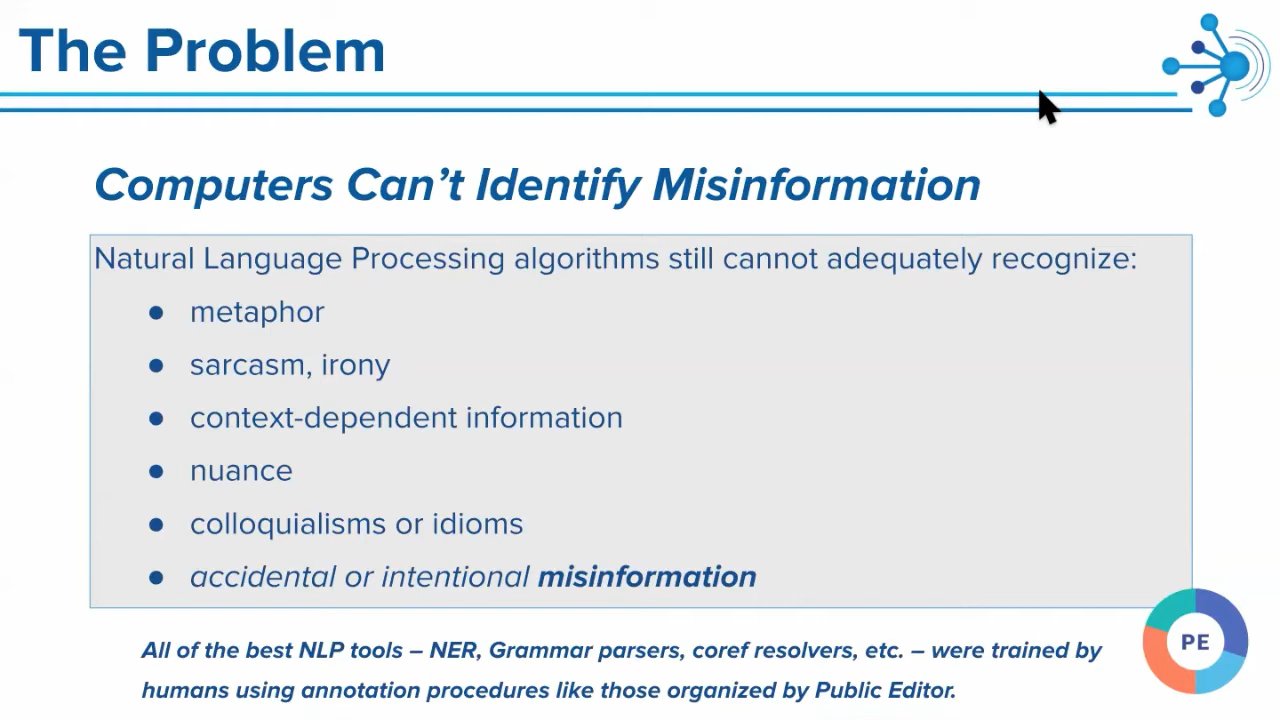 The Problem
Computers Can’t Identify Misinformation
Natural Language Processing algorithms still cannot adequately recognize:
● metaphor
● sarcasm, irony
● context-dependent information
● nuance
● colloquialisms or idioms
● accidental or intentional misinformation
All of the best NLP tools – NER, Grammar parsers, coref resolvers, etc. – were trained by
humans using annotation procedures like those organized by Public Editor.
PE